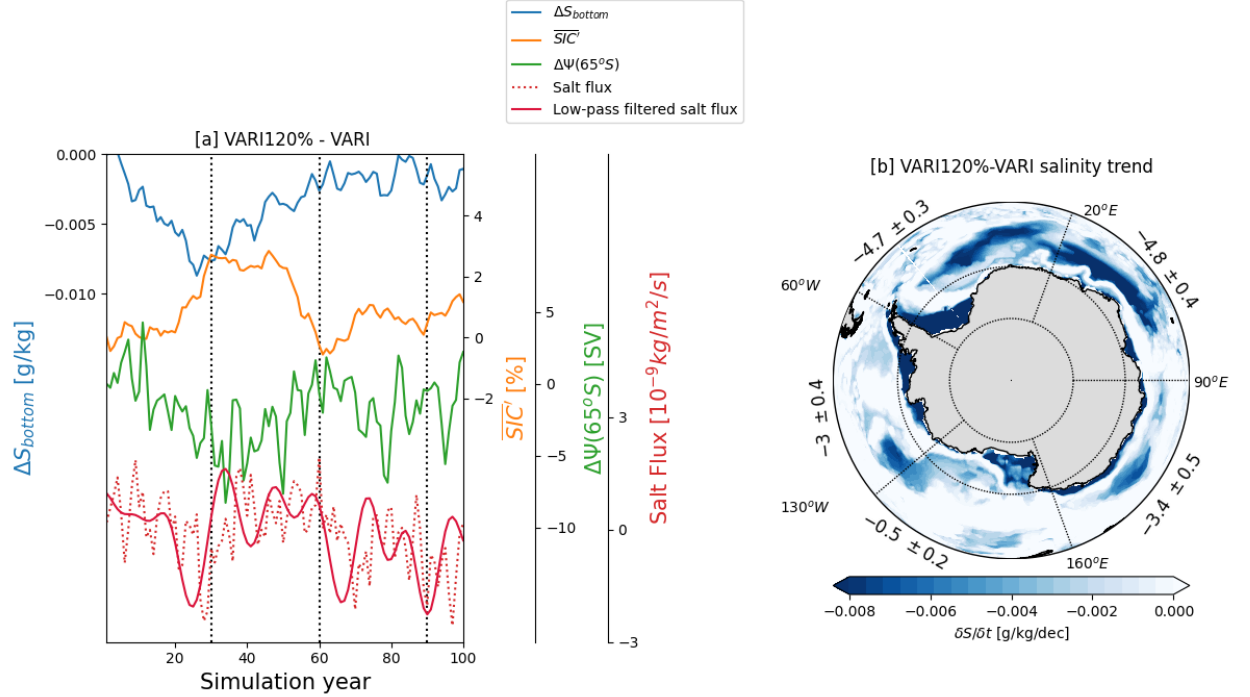 ΔS_bottom
SIC′
ΔΨ(65°S)
Salt flux
Low-pass filtered salt flux
[a] VARI120% - VARI
0.000
−0.005
−0.010
ΔS_bottom [g/kg]
4
2
0
−2
SIC′ [%]
5
0
−5
−10
ΔΨ(65°S) [SV]
3
0
−3
Salt Flux [10⁻⁹kg/m²/s]
20
40
60
80
100
Simulation year
[b] VARI120%-VARI salinity trend
−4.7 ± 0.3
20°E
−4.8 ± 0.4
60°W
90°E
−3 ± 0.4
−3.4 ± 0.5
130°W
−0.5 ± 0.2
160°E
−0.008
−0.006
−0.004
−0.002
0.000
δS/δt [g/kg/dec]